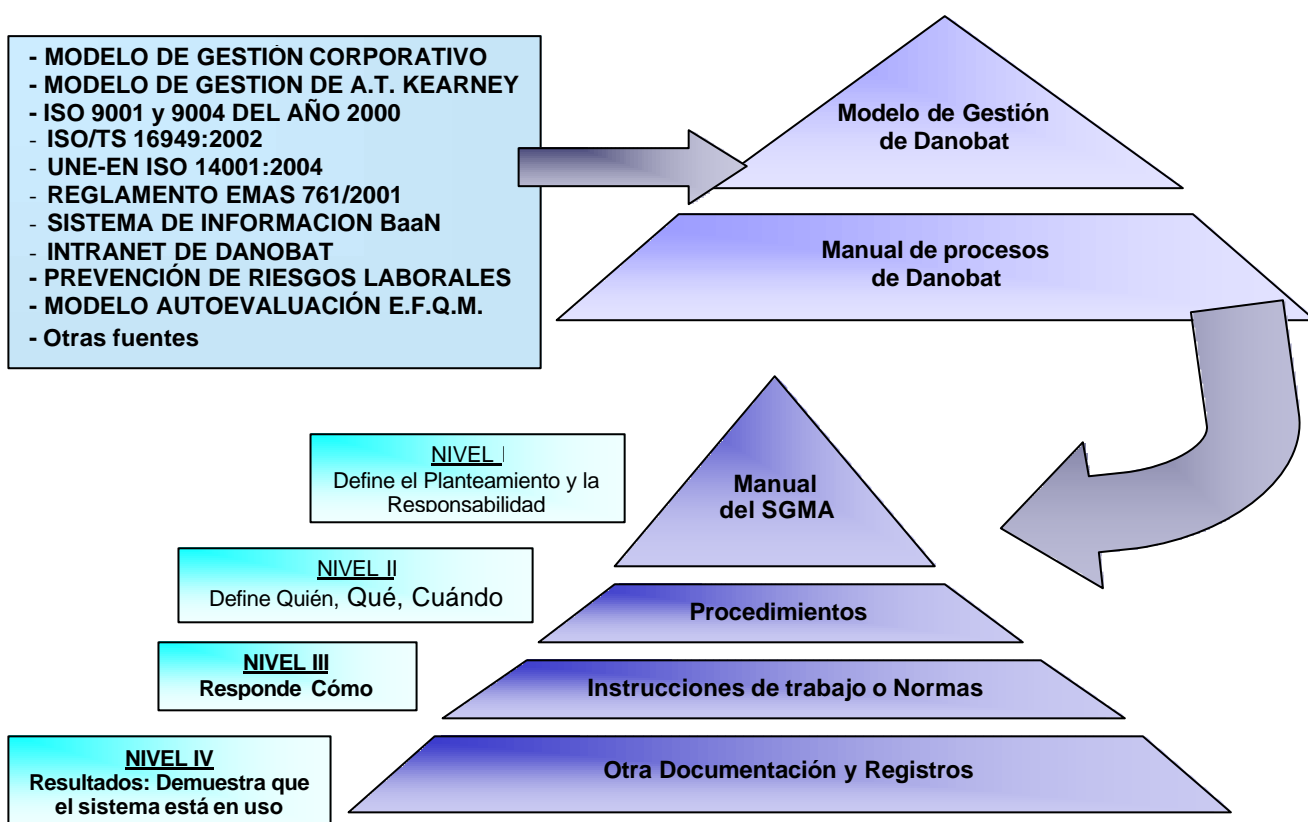 - MODELO DE GESTIÓN CORPORATIVO
- MODELO DE GESTION DE A.T. KEARNEY
- ISO 9001 y 9004 DEL AÑO 2000
- ISO/TS 16949:2002
- UNE-EN ISO 14001:2004
- REGLAMENTO EMAS 761/2001
- SISTEMA DE INFORMACION BaaN
- INTRANET DE DANOBAT
- PREVENCIÓN DE RIESGOS LABORALES
- MODELO AUTOEVALUACIÓN E.F.Q.M.
- Otras fuentes
Modelo de Gestión
de Danobat
Manual de procesos
de Danobat
NIVEL I
Define el Planteamiento y la
Responsabilidad
Manual
del SGMA
NIVEL II
Define Quién, Qué, Cuándo
Procedimientos
NIVEL III
Responde Cómo
Instrucciones de trabajo o Normas
NIVEL IV
Resultados: Demuestra que
el sistema está en uso
Otra Documentación y Registros